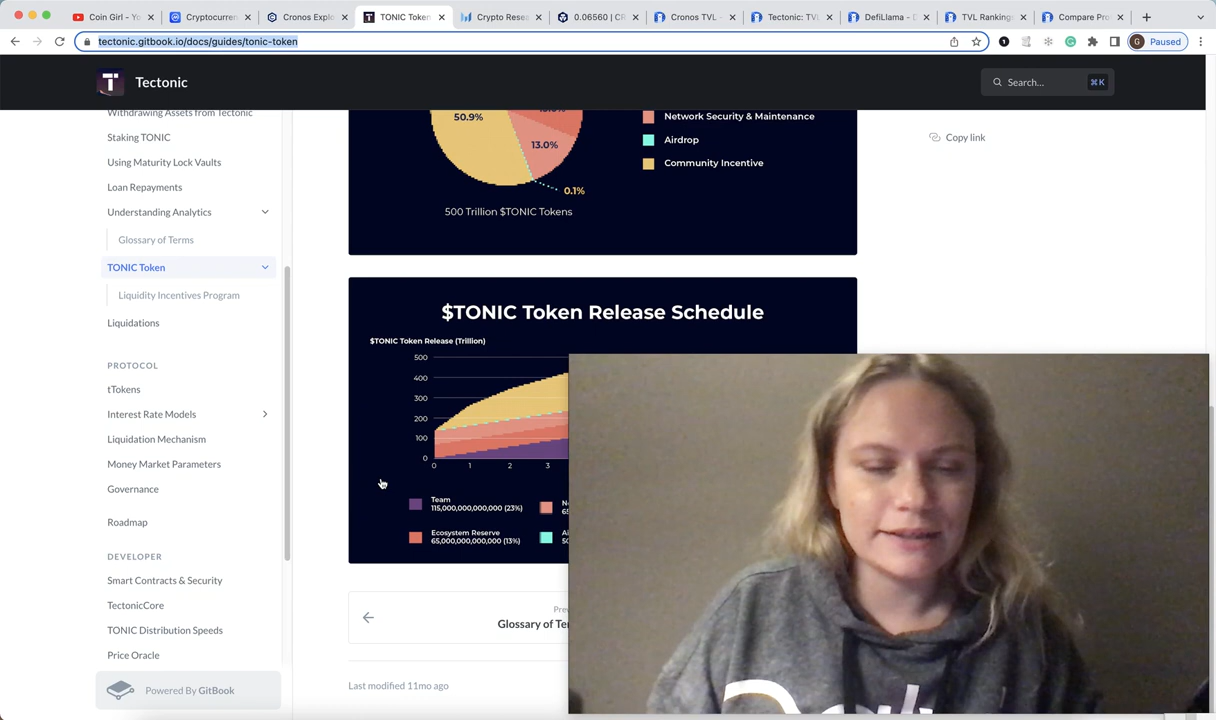 Coin Girl - Yo
Cryptocurren
Cronos Explo
TONIC Token
Crypto Rese
0.06560 | CR
Cronos TVL -
Tectonic: TVL
DefiLlama - D
TVL Rankings
Compare Pro
tectonic.gitbook.io/docs/guides/tonic-token
G
Paused
T
Tectonic
Search...
⌘K
Withdrawing Assets from Tectonic
Staking TONIC
Using Maturity Lock Vaults
Loan Repayments
Understanding Analytics
Glossary of Terms
TONIC Token
Liquidity Incentives Program
Liquidations
PROTOCOL
tTokens
Interest Rate Models
Liquidation Mechanism
Money Market Parameters
Governance
Roadmap
DEVELOPER
Smart Contracts & Security
TectonicCore
TONIC Distribution Speeds
Price Oracle
Powered By GitBook
50.9%
13.0%
0.1%
500 Trillion $TONIC Tokens
Network Security & Maintenance
Airdrop
Community Incentive
Copy link
$TONIC Token Release Schedule
$TONIC Token Release (Trillion)
500
400
300
200
100
0
0 1 2 3
Team
115,000,000,000,000 (23%)
Ecosystem Reserve
65,000,000,000,000 (13%)
Glossary of Ter
Last modified 11mo ago